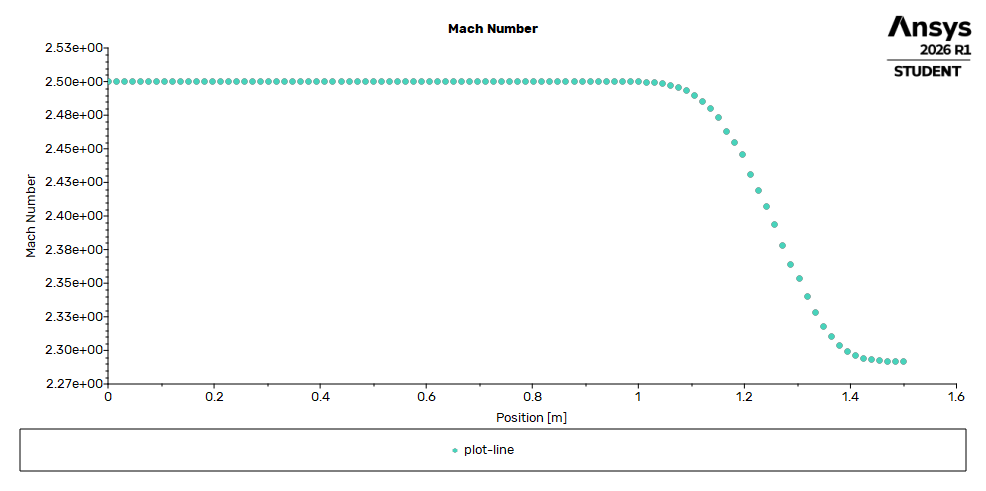 Mach Number
Ansys
2026 R1
STUDENT
2.53e+00
2.50e+00
2.48e+00
2.45e+00
2.43e+00
2.40e+00
2.38e+00
2.35e+00
2.33e+00
2.30e+00
2.27e+00
Mach Number
0 0.2 0.4 0.6 0.8 1 1.2 1.4 1.6
Position [m]
plot-line